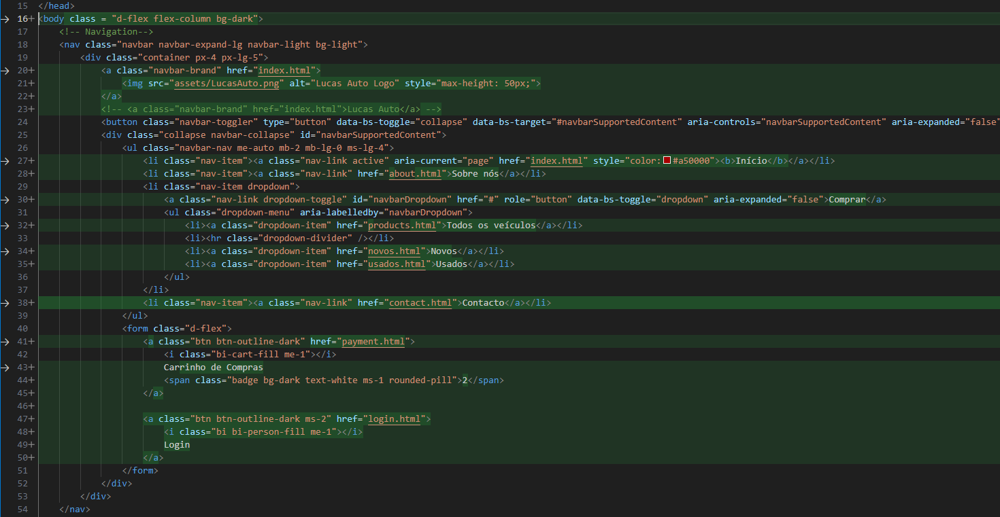 15 </head>
16+ <body class = "d-flex flex-column bg-dark">
17 <!-- Navigation-->
18 <nav class="navbar navbar-expand-lg navbar-light bg-light">
19 <div class="container px-4 px-lg-5">
20+ <a class="navbar-brand" href="index.html">
21+ <img src="assets/LucasAuto.png" alt="Lucas Auto Logo" style="max-height: 50px;">
22+ </a>
23+ <!-- <a class="navbar-brand" href="index.html">Lucas Auto</a> -->
24 <button class="navbar-toggler" type="button" data-bs-toggle="collapse" data-bs-target="#navbarSupportedContent" aria-controls="navbarSupportedContent" aria-expanded="false"
25 <div class="collapse navbar-collapse" id="navbarSupportedContent">
26 <ul class="navbar-nav me-auto mb-2 mb-lg-0 ms-lg-4">
27+ <li class="nav-item"><a class="nav-link active" aria-current="page" href="index.html" style="color:#a50000"><b>Início</b></a></li>
28+ <li class="nav-item"><a class="nav-link" href="about.html">Sobre nós</a></li>
29 <li class="nav-item dropdown">
30+ <a class="nav-link dropdown-toggle" id="navbarDropdown" href="#" role="button" data-bs-toggle="dropdown" aria-expanded="false">Comprar</a>
31 <ul class="dropdown-menu" aria-labelledby="navbarDropdown">
32+ <li><a class="dropdown-item" href="products.html">Todos os veículos</a></li>
33 <li><hr class="dropdown-divider" /></li>
34+ <li><a class="dropdown-item" href="novos.html">Novos</a></li>
35+ <li><a class="dropdown-item" href="usados.html">Usados</a></li>
36 </ul>
37 </li>
38+ <li class="nav-item"><a class="nav-link" href="contact.html">Contacto</a></li>
39 </ul>
40 <form class="d-flex">
41+ <a class="btn btn-outline-dark" href="payment.html">
42 <i class="bi-cart-fill me-1"></i>
43+ Carrinho de Compras
44+ <span class="badge bg-dark text-white ms-1 rounded-pill">2</span>
45+ </a>
46+
47+ <a class="btn btn-outline-dark ms-2" href="login.html">
48+ <i class="bi bi-person-fill me-1"></i>
49+ Login
50+ </a>
51 </form>
52 </div>
53 </div>
54 </nav>